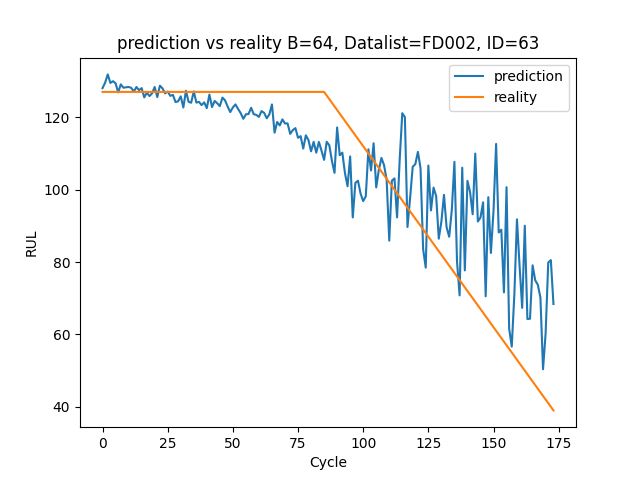 prediction vs reality B=64, Datalist=FD002, ID=63
prediction
reality
120
100
80
60
40
RUL
0 25 50 75 100 125 150 175
Cycle